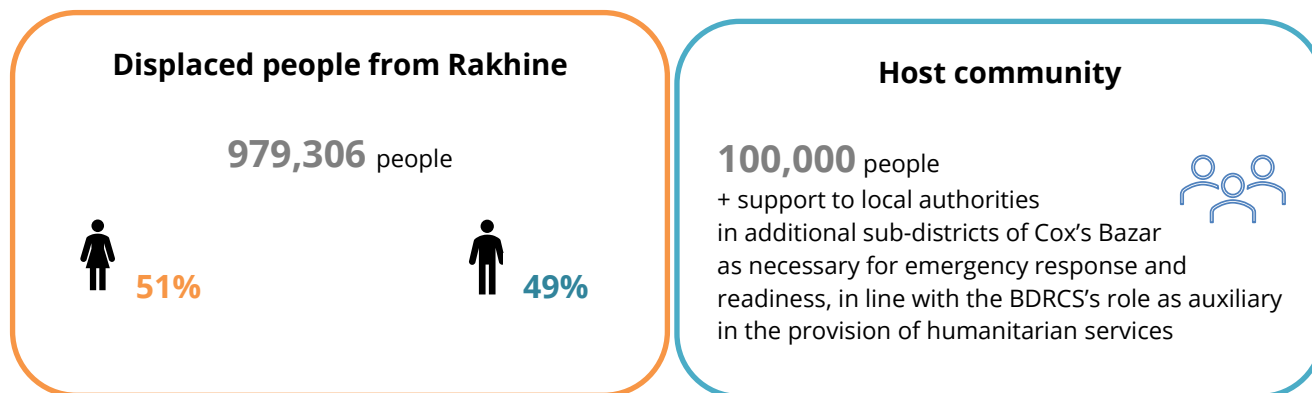 Displaced people from Rakhine
979,306 people
51%
49%
Host community
100,000 people
+ support to local authorities
in additional sub-districts of Cox’s Bazar
as necessary for emergency response and
readiness, in line with the BDRCS’s role as auxiliary
in the provision of humanitarian services